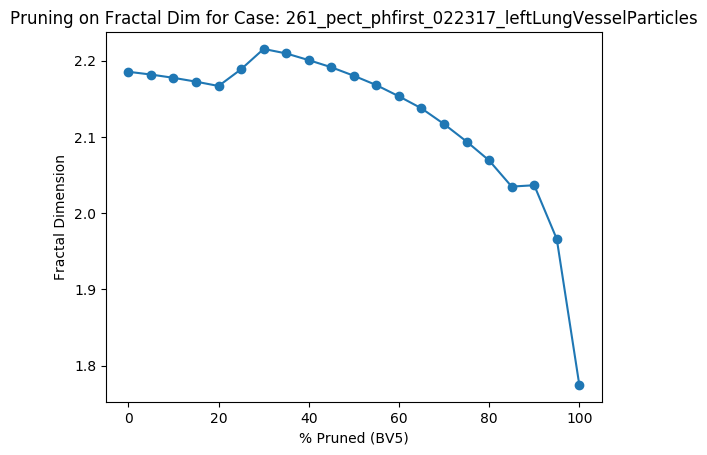 Pruning on Fractal Dim for Case: 261_pect_phfirst_022317_leftLungVesselParticles
2.2
2.1
2.0
1.9
1.8
Fractal Dimension
0 20 40 60 80 100
% Pruned (BV5)